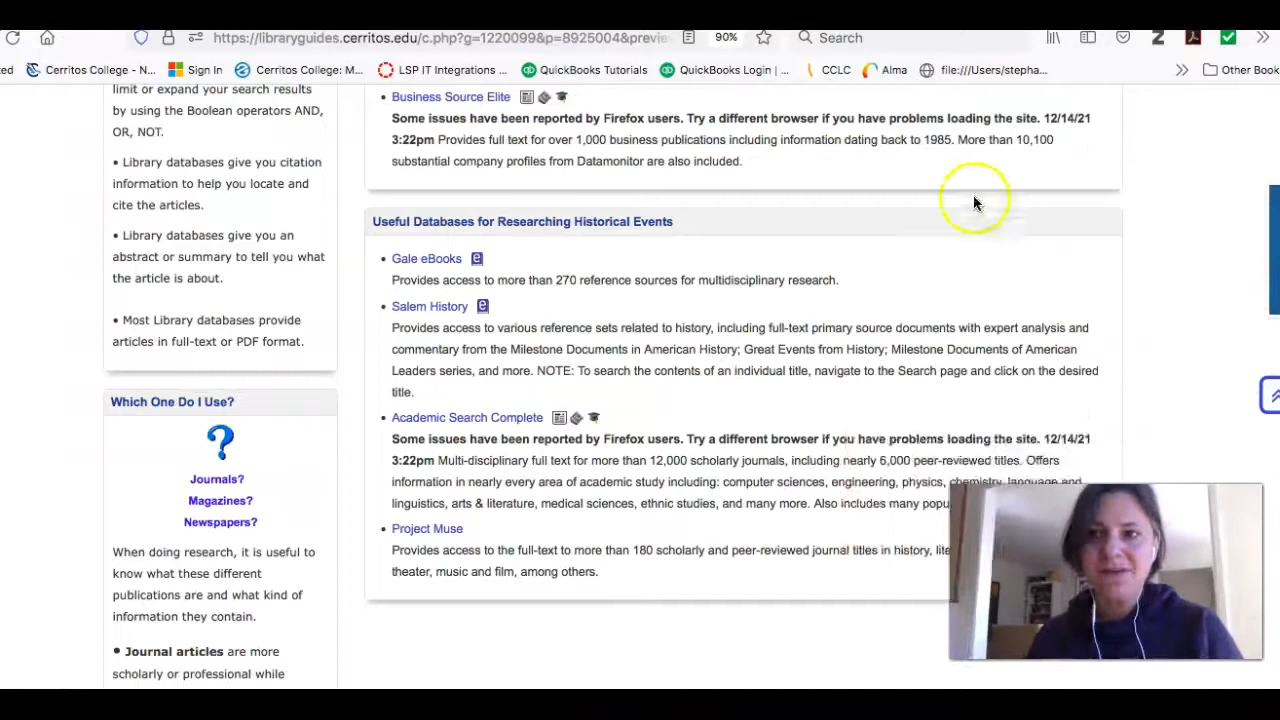 https://libraryguides.cerritos.edu/c.php?g=1220099&p=8925004&previe
90%
Search
ted
Cerritos College - N...
Sign In
Cerritos College: M...
LSP IT Integrations ...
QuickBooks Tutorials
QuickBooks Login | ...
CCLC
Alma
file:///Users/stepha...
Other Book
limit or expand your search results
by using the Boolean operators AND,
OR, NOT.
• Library databases give you citation
information to help you locate and
cite the articles.
• Library databases give you an
abstract or summary to tell you what
the article is about.
• Most Library databases provide
articles in full-text or PDF format.
Which One Do I Use?
?
Journals?
Magazines?
Newspapers?
When doing research, it is useful to
know what these different
publications are and what kind of
information they contain.
• Journal articles are more
scholarly or professional while
• Business Source Elite
Some issues have been reported by Firefox users. Try a different browser if you have problems loading the site. 12/14/21
3:22pm Provides full text for over 1,000 business publications including information dating back to 1985. More than 10,100
substantial company profiles from Datamonitor are also included.
Useful Databases for Researching Historical Events
• Gale eBooks
Provides access to more than 270 reference sources for multidisciplinary research.
• Salem History
Provides access to various reference sets related to history, including full-text primary source documents with expert analysis and
commentary from the Milestone Documents in American History; Great Events from History; Milestone Documents of American
Leaders series, and more. NOTE: To search the contents of an individual title, navigate to the Search page and click on the desired
title.
• Academic Search Complete
Some issues have been reported by Firefox users. Try a different browser if you have problems loading the site. 12/14/21
3:22pm Multi-disciplinary full text for more than 12,000 scholarly journals, including nearly 6,000 peer-reviewed titles. Offers
information in nearly every area of academic study including: computer sciences, engineering, physics, chemistry, language and
linguistics, arts & literature, medical sciences, ethnic studies, and many more. Also includes many popu
• Project Muse
Provides access to the full-text to more than 180 scholarly and peer-reviewed journal titles in history, lite
theater, music and film, among others.